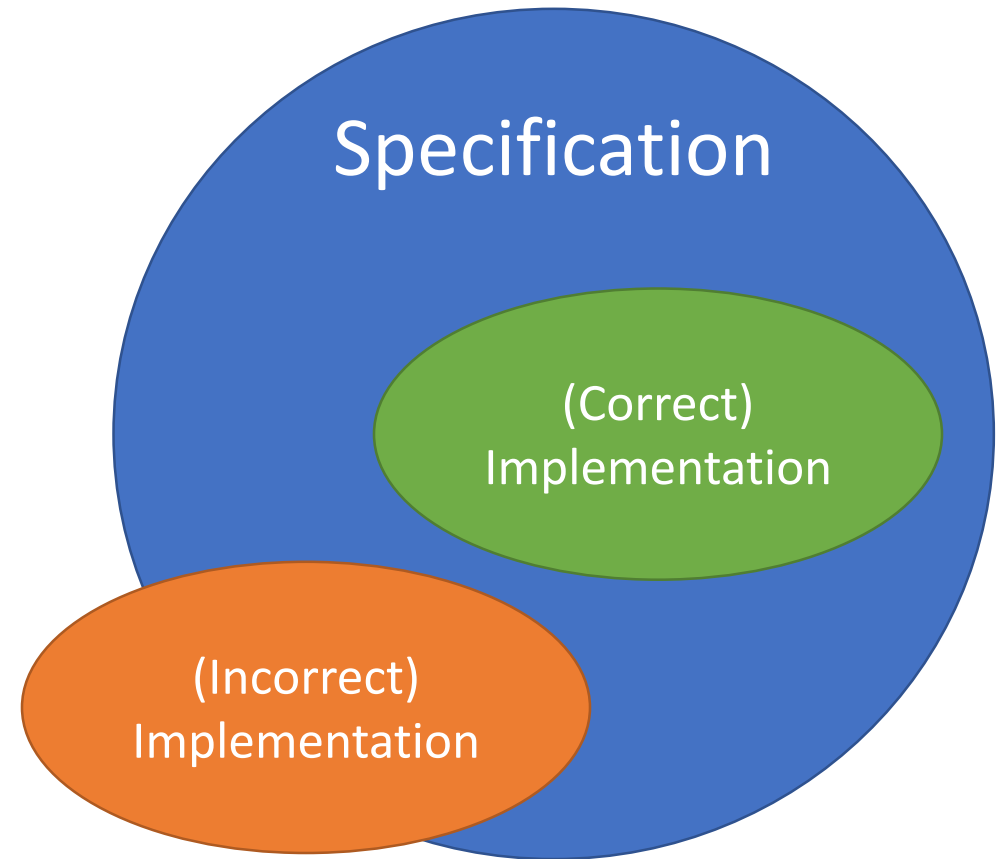 Specification
(Correct)
Implementation
(Incorrect)
Implementation